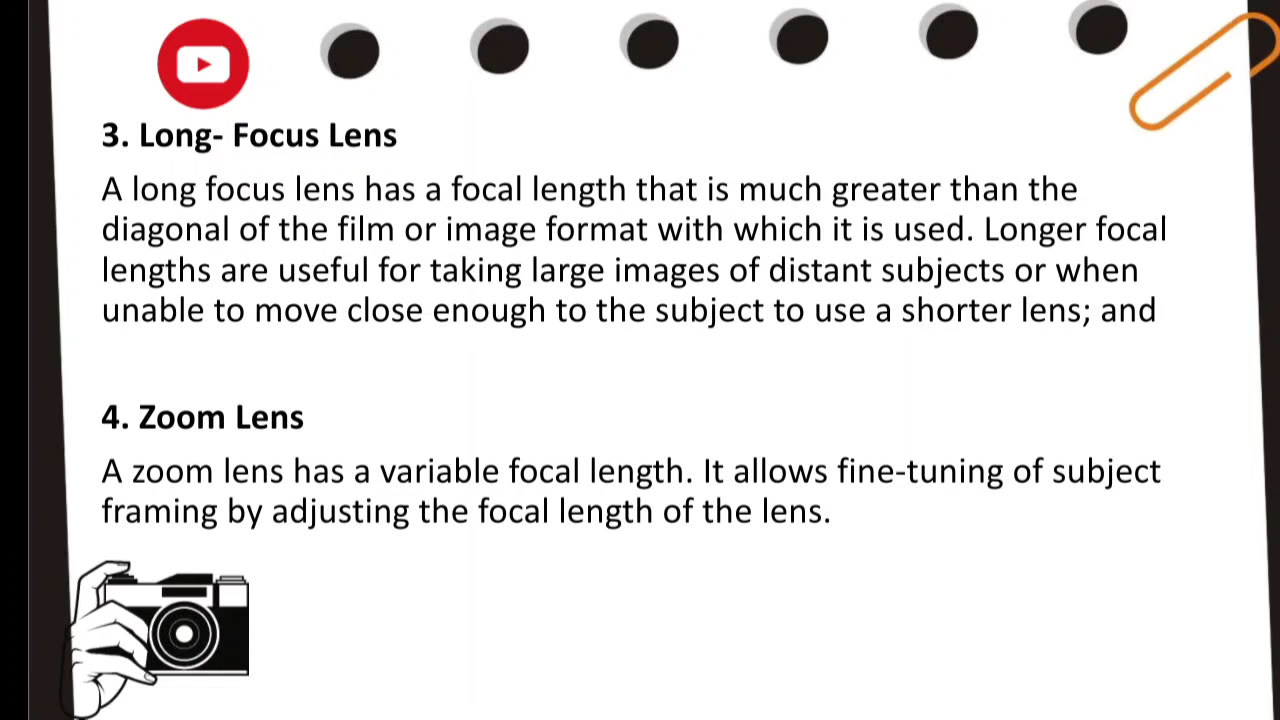 3. Long- Focus Lens
A long focus lens has a focal length that is much greater than the
diagonal of the film or image format with which it is used. Longer focal
lengths are useful for taking large images of distant subjects or when
unable to move close enough to the subject to use a shorter lens; and
4. Zoom Lens
A zoom lens has a variable focal length. It allows fine-tuning of subject
framing by adjusting the focal length of the lens.